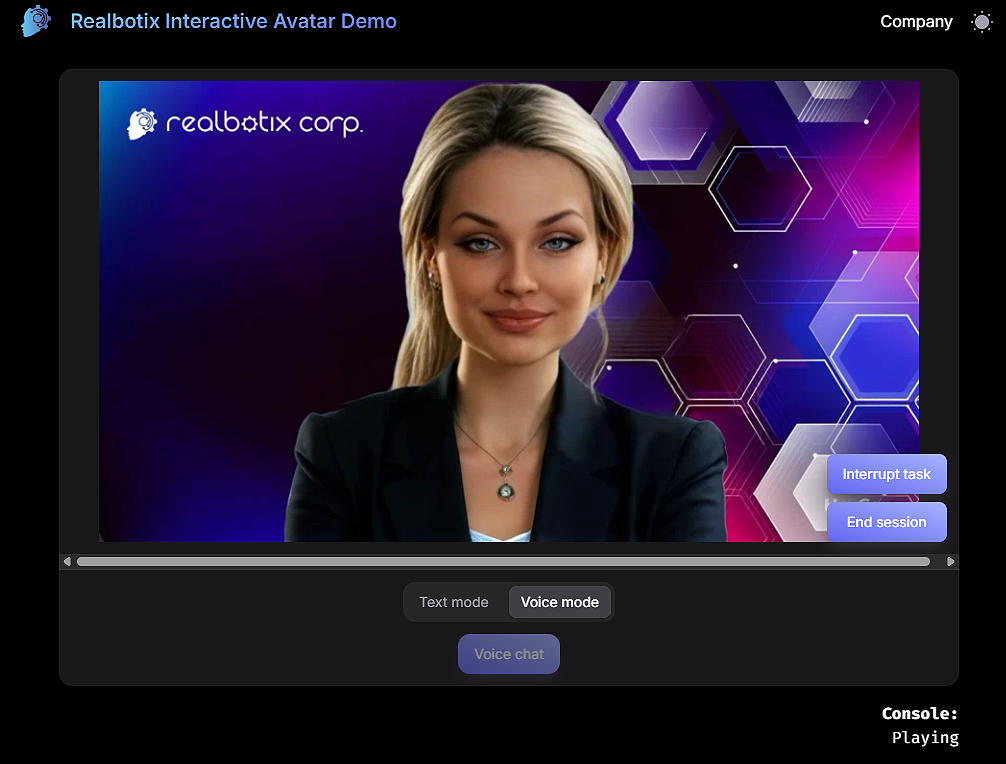 Realbotix Interactive Avatar Demo
Company
realbotix corp.
Interrupt task
End session
Text mode
Voice mode
Voice chat
Console:
Playing